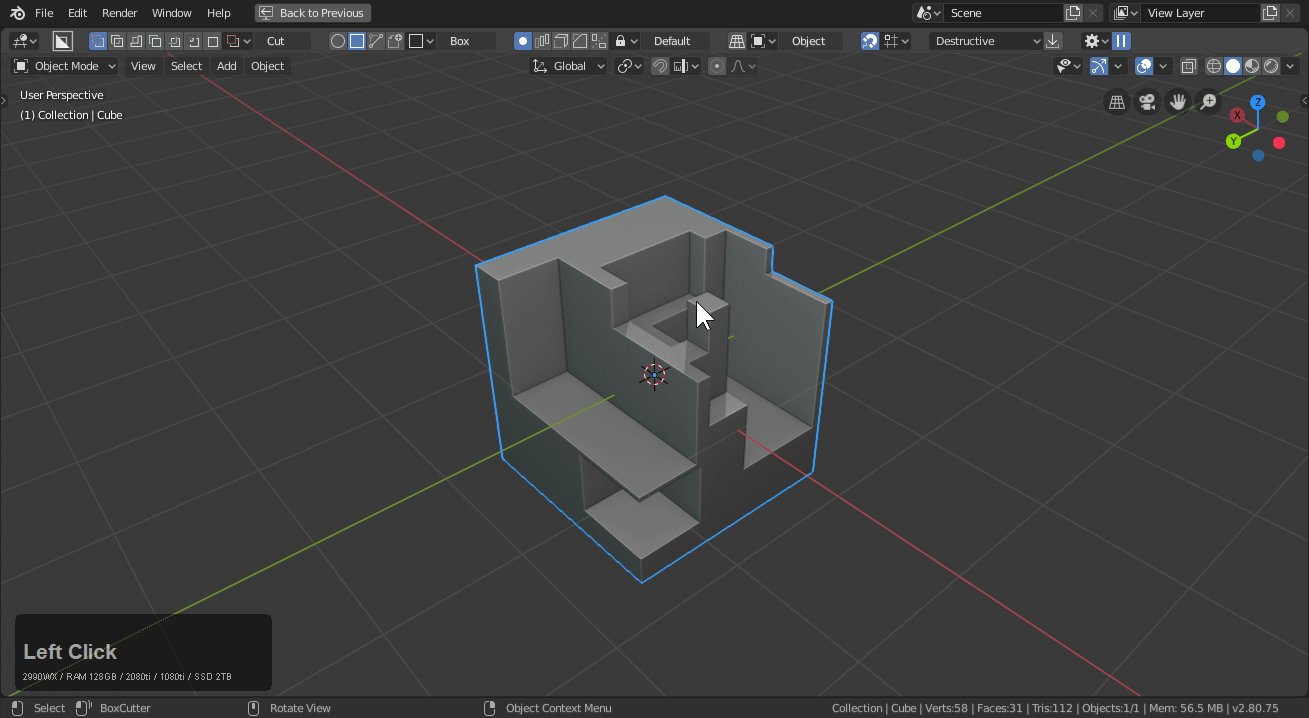 File Edit Render Window Help Back to Previous Scene View Layer
Cut Box Default Object Destructive
Object Mode View Select Add Object Global
User Perspective
(1) Collection | Cube
Z
X
Y
Left Click
2990WX / RAM 128GB / 2080ti / 1080ti / SSD 2TB
Select BoxCutter Rotate View Object Context Menu Collection | Cube | Verts:58 | Faces:31 | Tris:112 | Objects:1/1 | Mem: 56.5 MB | v2.80.75